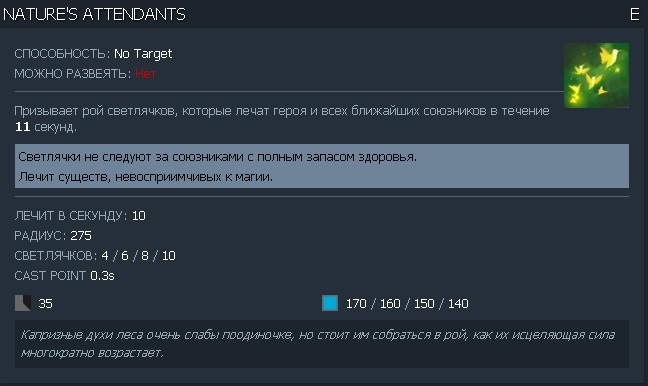 NATURE'S ATTENDANTS E
СПОСОБНОСТЬ: No Target
МОЖНО РАЗВЕЯТЬ: Нет
Призывает рой светлячков, которые лечат героя и всех ближайших союзников в течение
11 секунд.
Светлячки не следуют за союзниками с полным запасом здоровья.
Лечит существ, невосприимчивых к магии.
ЛЕЧИТ В СЕКУНДУ: 10
РАДИУС: 275
СВЕТЛЯЧКОВ: 4 / 6 / 8 / 10
CAST POINT 0.3s
35 170 / 160 / 150 / 140
Капризные духи леса очень слабы поодиночке, но стоит им собраться в рой, как их исцеляющая сила
многократно возрастает.